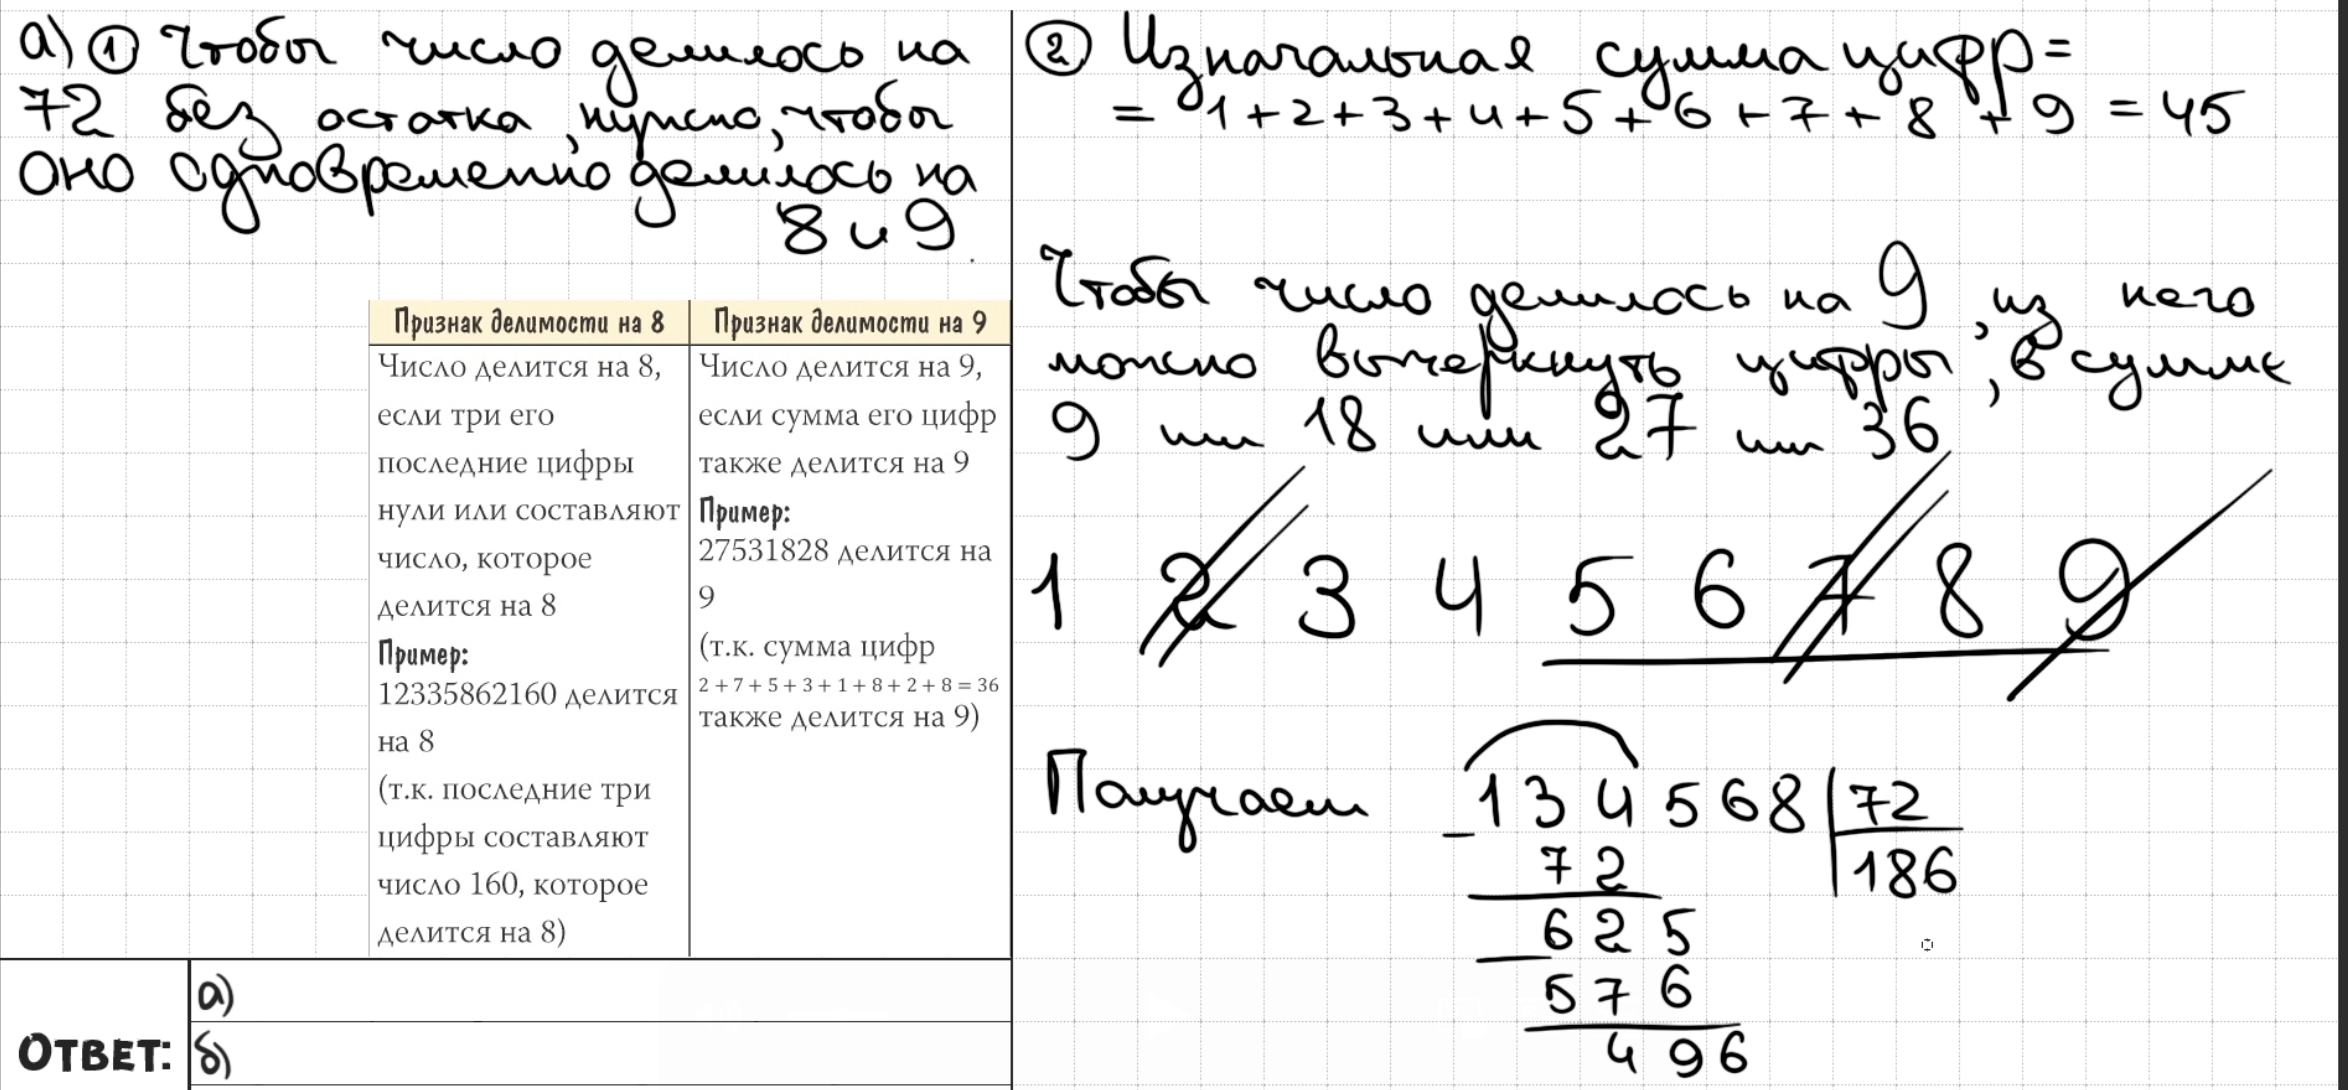 а) ① Чтобы число делилось на
72 без остатка, нужно, чтобы
оно одновременно делилось на
8 и 9.
Признак делимости на 8
Число делится на 8,
если три его
последние цифры
нули или составляют
число, которое
делится на 8
Пример:
12335862160 делится
на 8
(т.к. последние три
цифры составляют
число 160, которое
делится на 8)
Признак делимости на 9
Число делится на 9,
если сумма его цифр
также делится на 9
Пример:
27531828 делится на
9
(т.к. сумма цифр
2 + 7 + 5 + 3 + 1 + 8 + 2 + 8 = 36
также делится на 9)
ОТВЕТ:
а)
б)
② Изначальная сумма цифр =
= 1 + 2 + 3 + 4 + 5 + 6 + 7 + 8 + 9 = 45
Чтобы число делилось на 9, из него
можно вычеркнуть цифры, в сумме
9 или 18 или 27 или 36
1 2 3 4 5 6 7 8 9
Получаем 134568 | 72
72 186
625
576
496